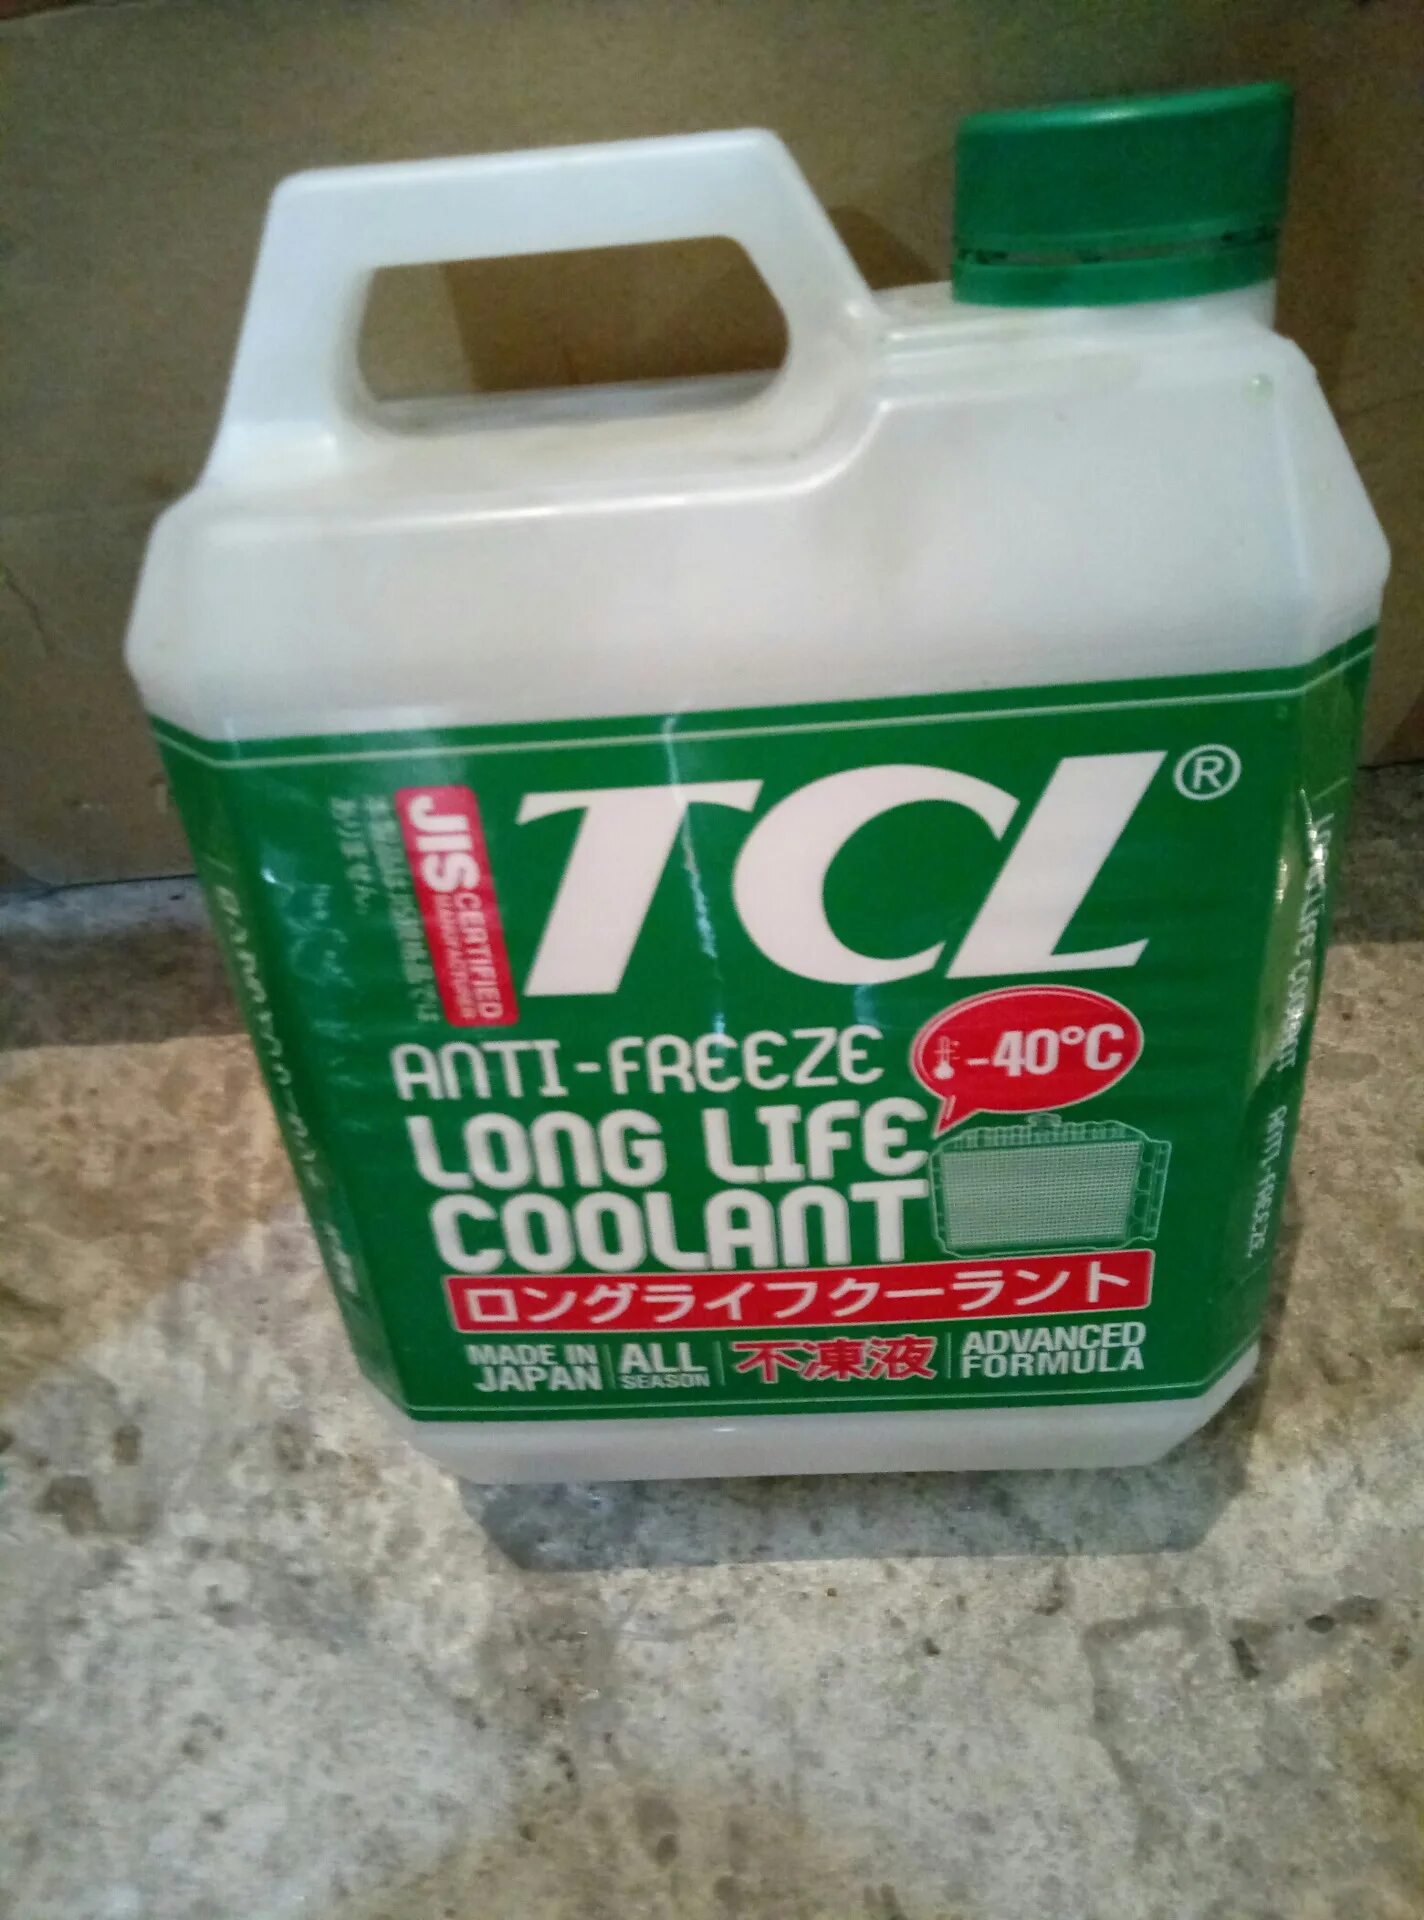 TCL®
JIS CERTIFIED
MANUFACTURER
ANTI-FREEZE
-40°C
LONG LIFE
COOLANT
ロングライフクーラント
MADE IN
JAPAN
ALL
SEASON
不凍液
ADVANCED
FORMULA
LONG LIFE COOLANT ANTI-FREEZE